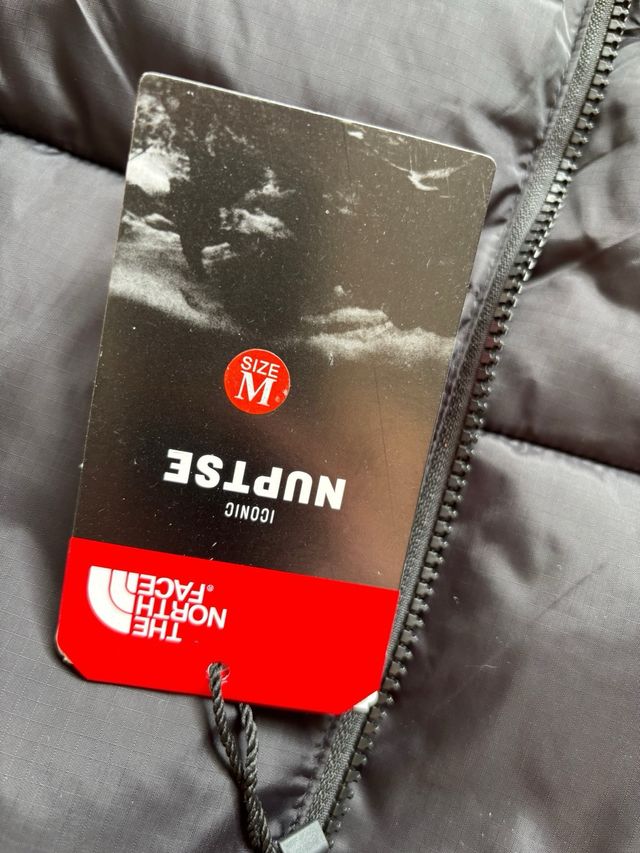 THE
NORTH
FACE®
ICONIC
NUPTSE
SIZE
M